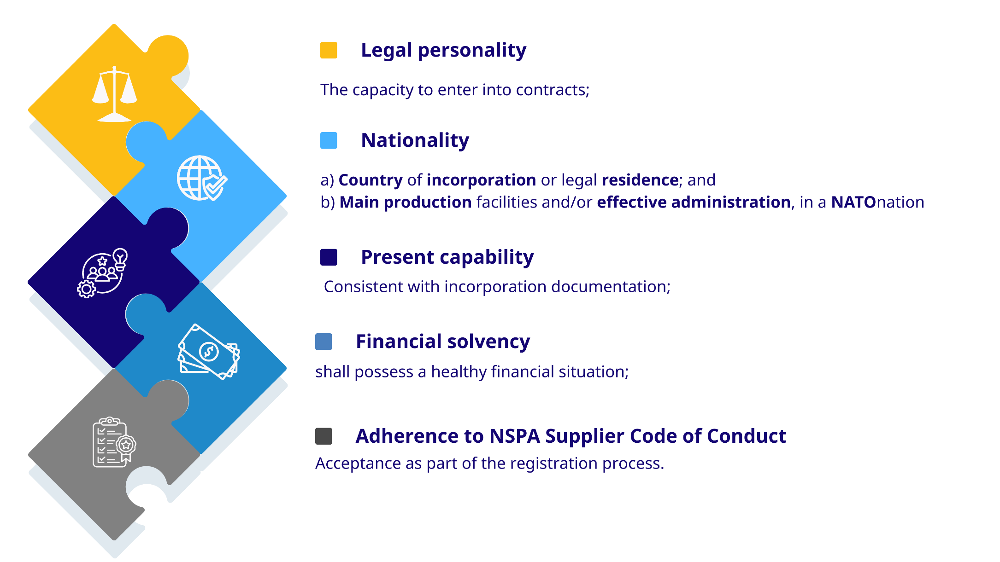 Legal personality
The capacity to enter into contracts;
Nationality
a) Country of incorporation or legal residence; and
b) Main production facilities and/or effective administration, in a NATOnation
Present capability
Consistent with incorporation documentation;
Financial solvency
shall possess a healthy financial situation;
Adherence to NSPA Supplier Code of Conduct
Acceptance as part of the registration process.